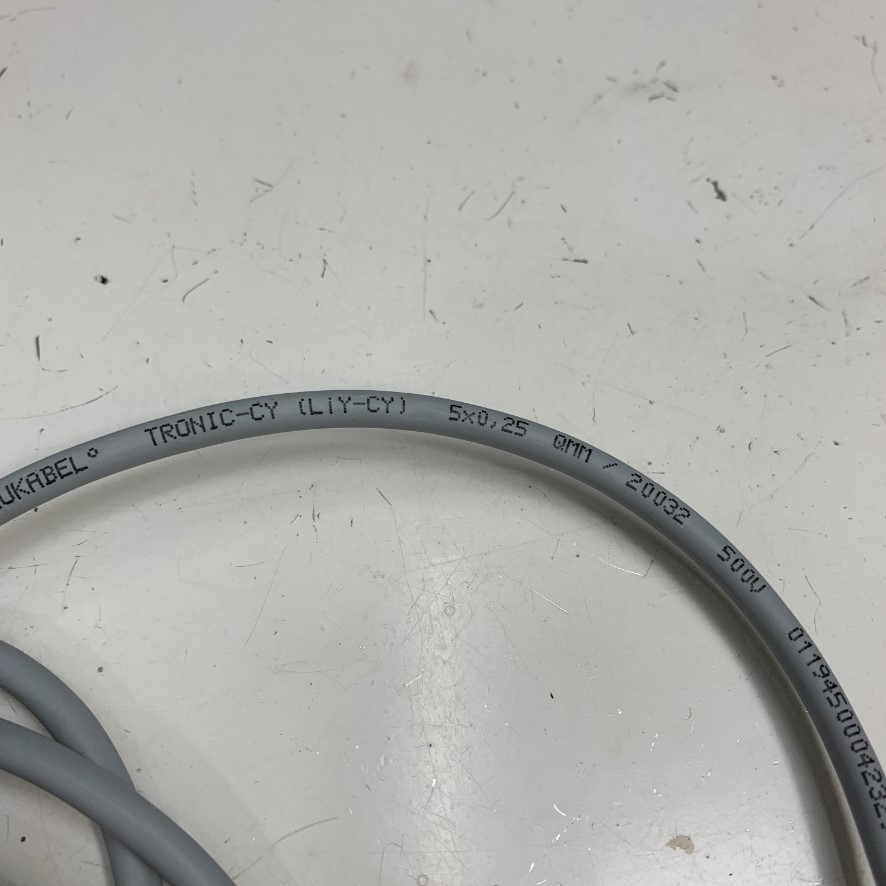 UKABEL® TRONIC-CY (LiY-CY) 5x0,25 QMM / 20032 500V 0119450004232